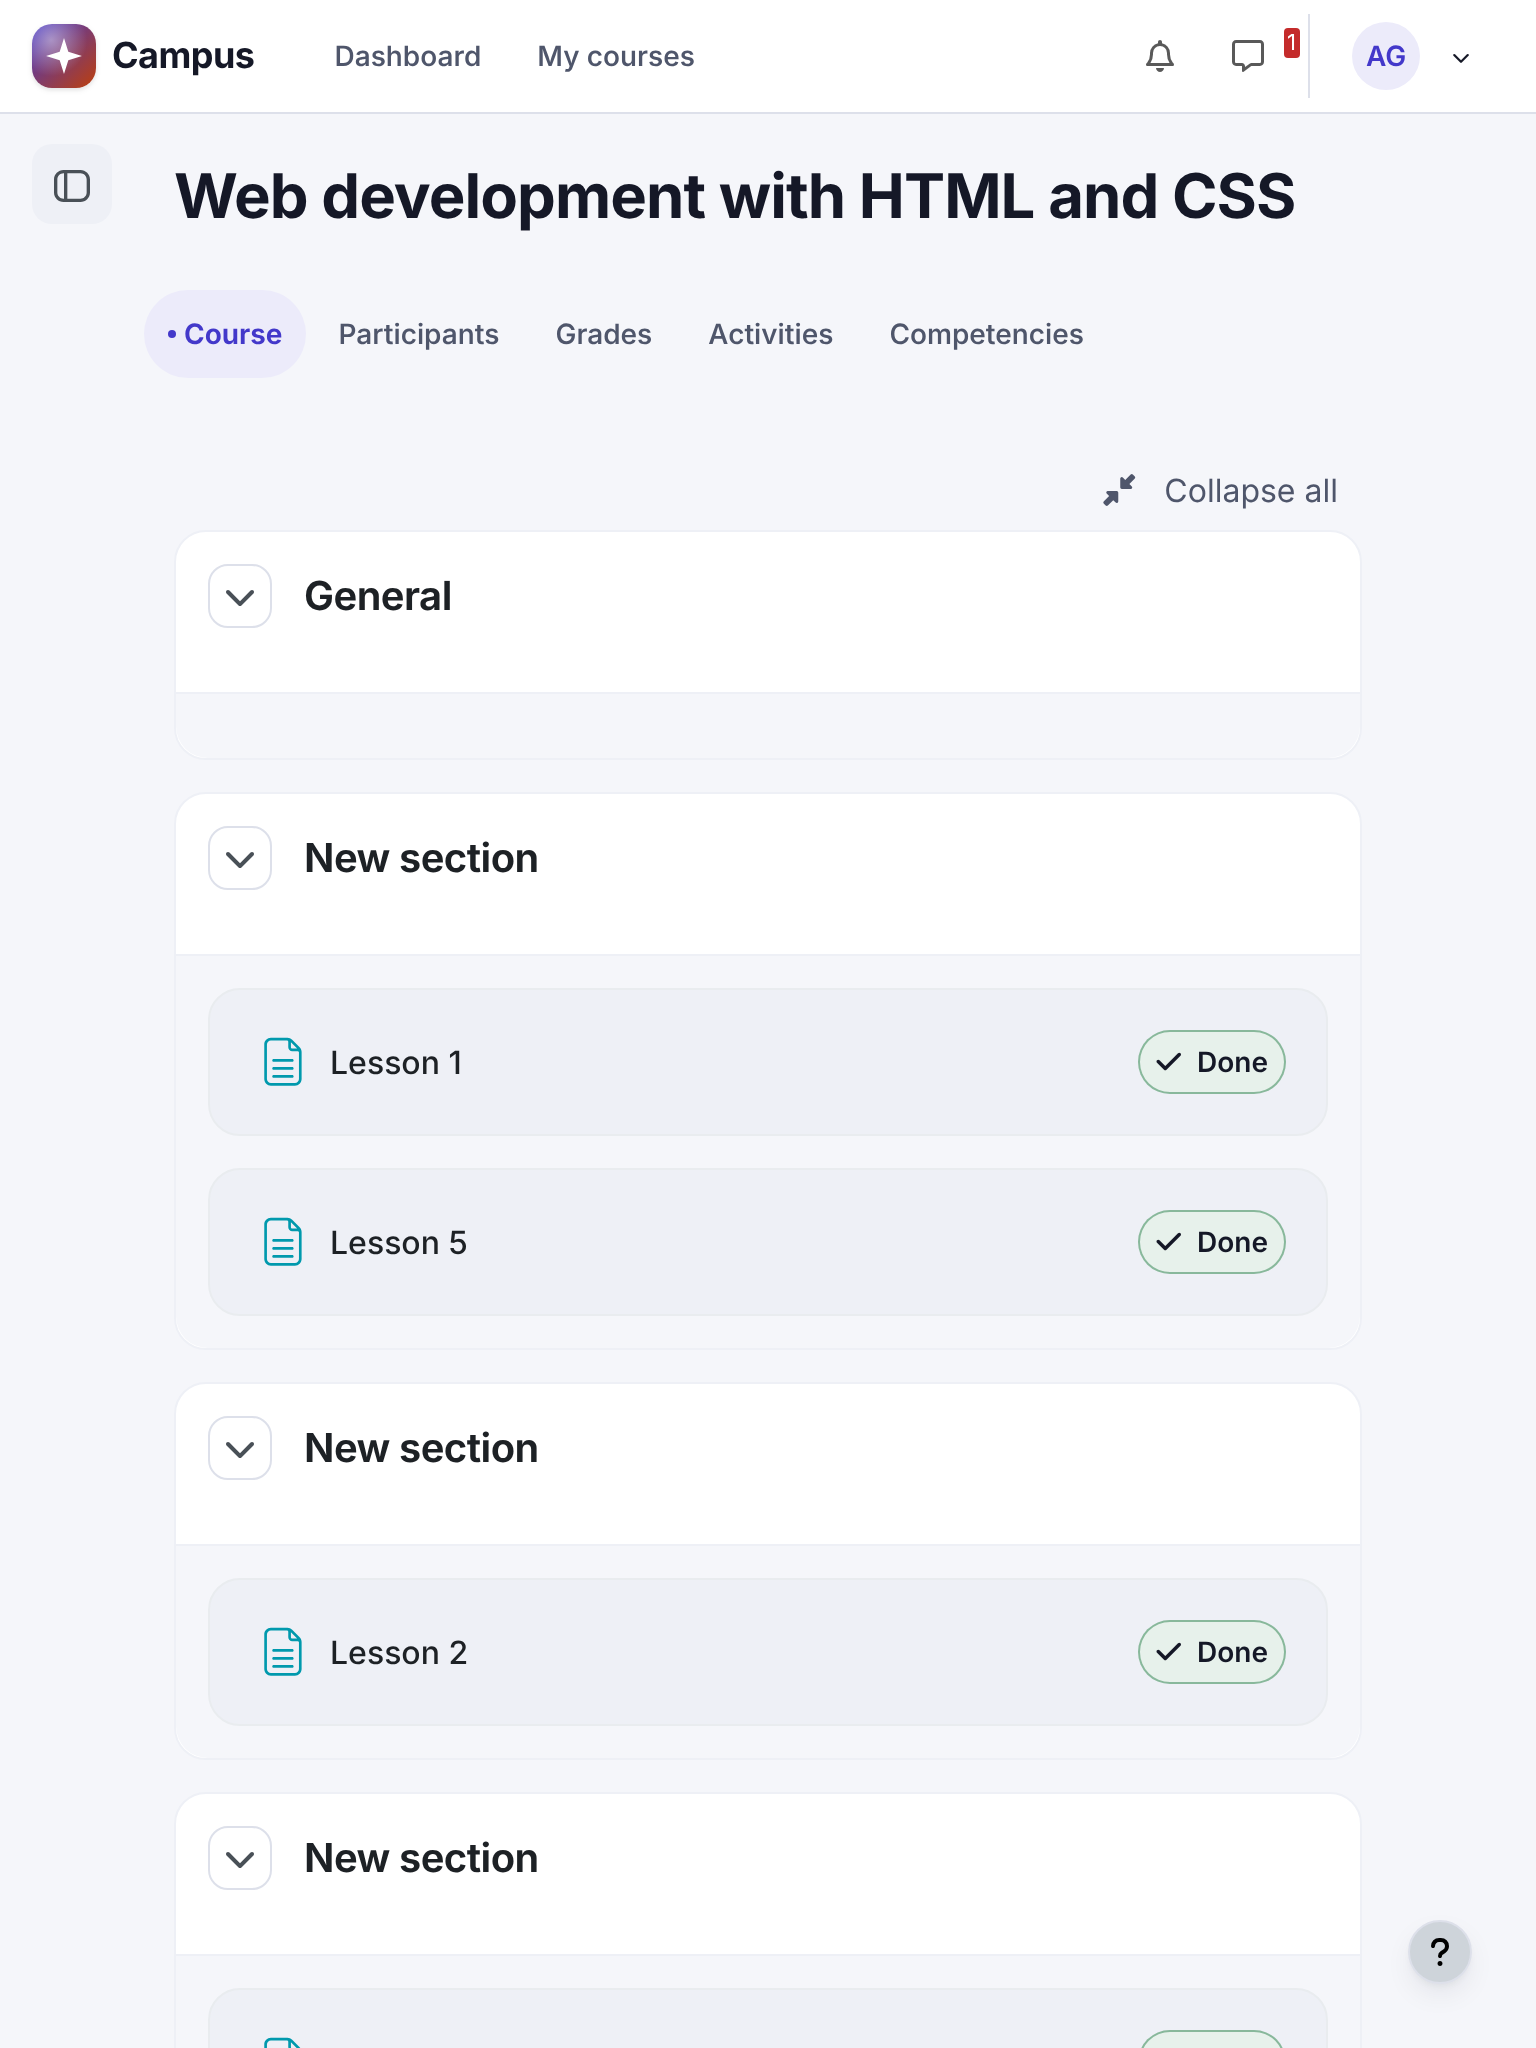 Campus
Dashboard
My courses
1
AG
Web development with HTML and CSS
Course
Participants
Grades
Activities
Competencies
Collapse all
General
New section
Lesson 1
Done
Lesson 5
Done
New section
Lesson 2
Done
New section
?